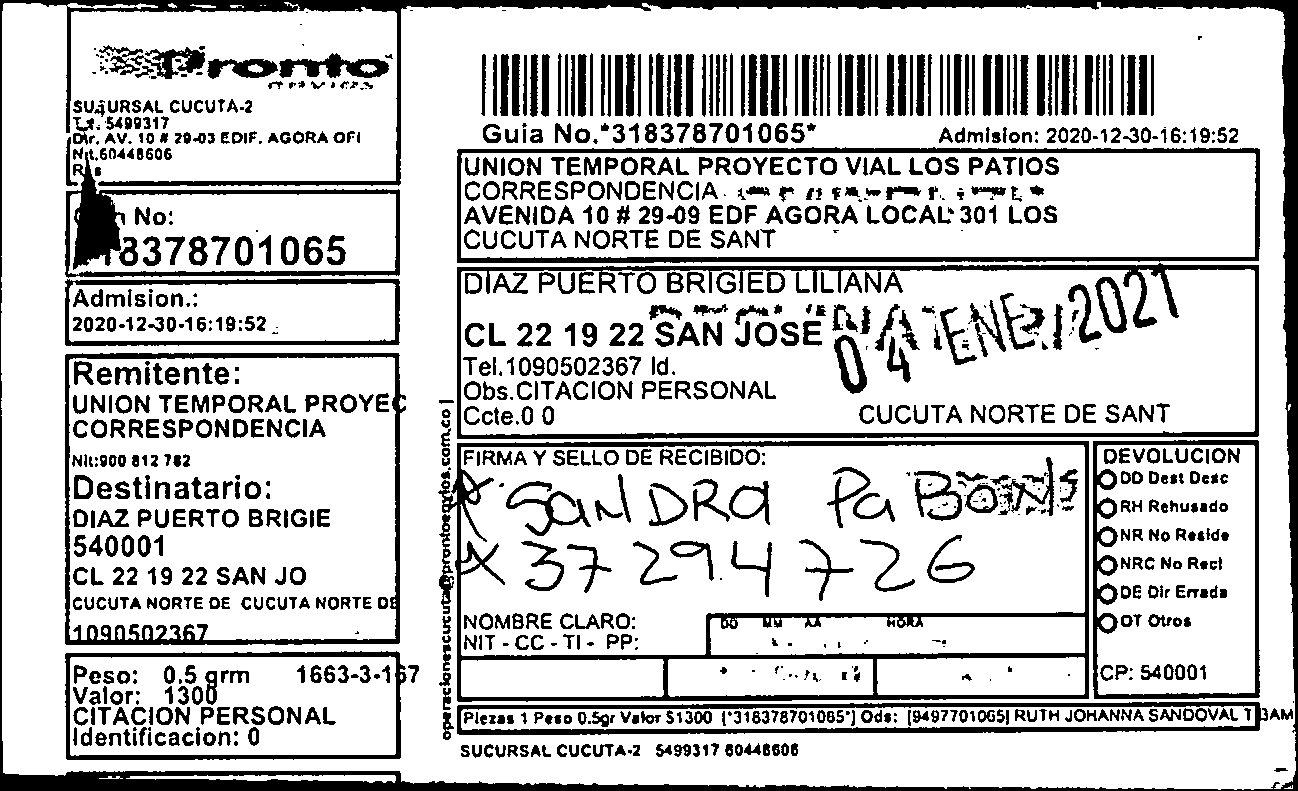 Pronto
SUCURSAL CUCUTA-2
Tel. 5499317
Dir. AV. 10 # 29-03 EDIF. AGORA OFI
Nit.60448606
No:
18378701065
Admision.:
2020-12-30-16:19:52
Remitente:
UNION TEMPORAL PROYEC
CORRESPONDENCIA
Nit:900 812 782
Destinatario:
DIAZ PUERTO BRIGIE
540001
CL 22 19 22 SAN JO
CUCUTA NORTE DE CUCUTA NORTE DE
1090502367
Peso: 0.5 grm 1663-3-167
Valor: 1300
CITACION PERSONAL
Identificacion: 0
Guia No.*318378701065*
Admision: 2020-12-30-16:19:52
UNION TEMPORAL PROYECTO VIAL LOS PATIOS
CORRESPONDENCIA
AVENIDA 10 # 29-09 EDF AGORA LOCAL 301 LOS
CUCUTA NORTE DE SANT
DIAZ PUERTO BRIGIED LILIANA
CL 22 19 22 SAN JOSE
04 ENE 2021
Tel.1090502367 Id.
Obs.CITACION PERSONAL
Ccte.0 0 CUCUTA NORTE DE SANT
FIRMA Y SELLO DE RECIBIDO:
SANDRA PABON
37294726
NOMBRE CLARO:
NIT - CC - TI - PP:
DD MM AA HORA
DEVOLUCION
DD Dest Desc
RH Rehusado
NR No Reside
NRC No Recl
DE Dir Errada
OT Otros
CP: 540001
Piezas 1 Peso 0.5gr Valor $1300 [*318378701065*] Ods: [9497701065] RUTH JOHANNA SANDOVAL
SUCURSAL CUCUTA-2 5499317 60448606